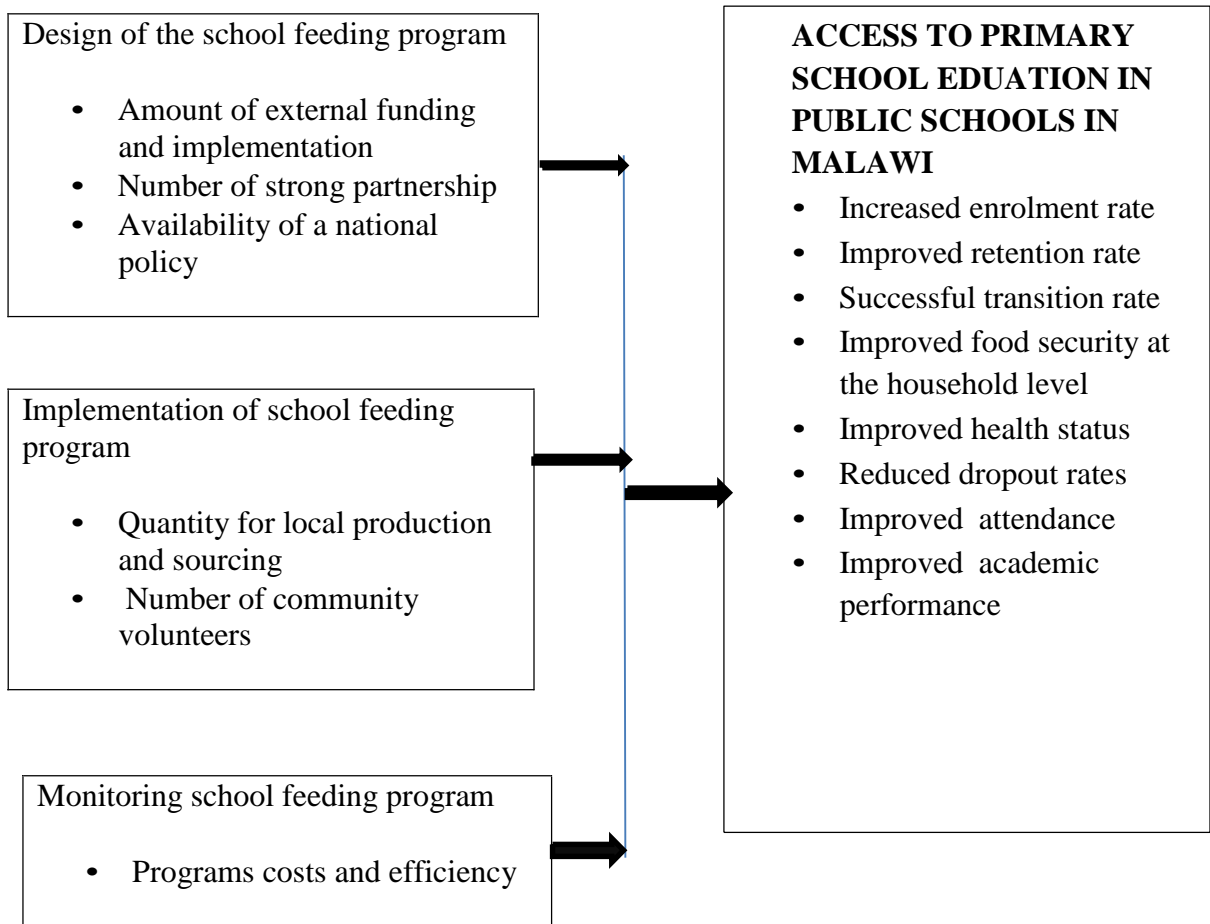 Design of the school feeding program
• Amount of external funding
and implementation
• Number of strong partnership
• Availability of a national
policy
Implementation of school feeding
program
• Quantity for local production
and sourcing
• Number of community
volunteers
Monitoring school feeding program
• Programs costs and efficiency
ACCESS TO PRIMARY
SCHOOL EDUATION IN
PUBLIC SCHOOLS IN
MALAWI
• Increased enrolment rate
• Improved retention rate
• Successful transition rate
• Improved food security at
the household level
• Improved health status
• Reduced dropout rates
• Improved attendance
• Improved academic
performance